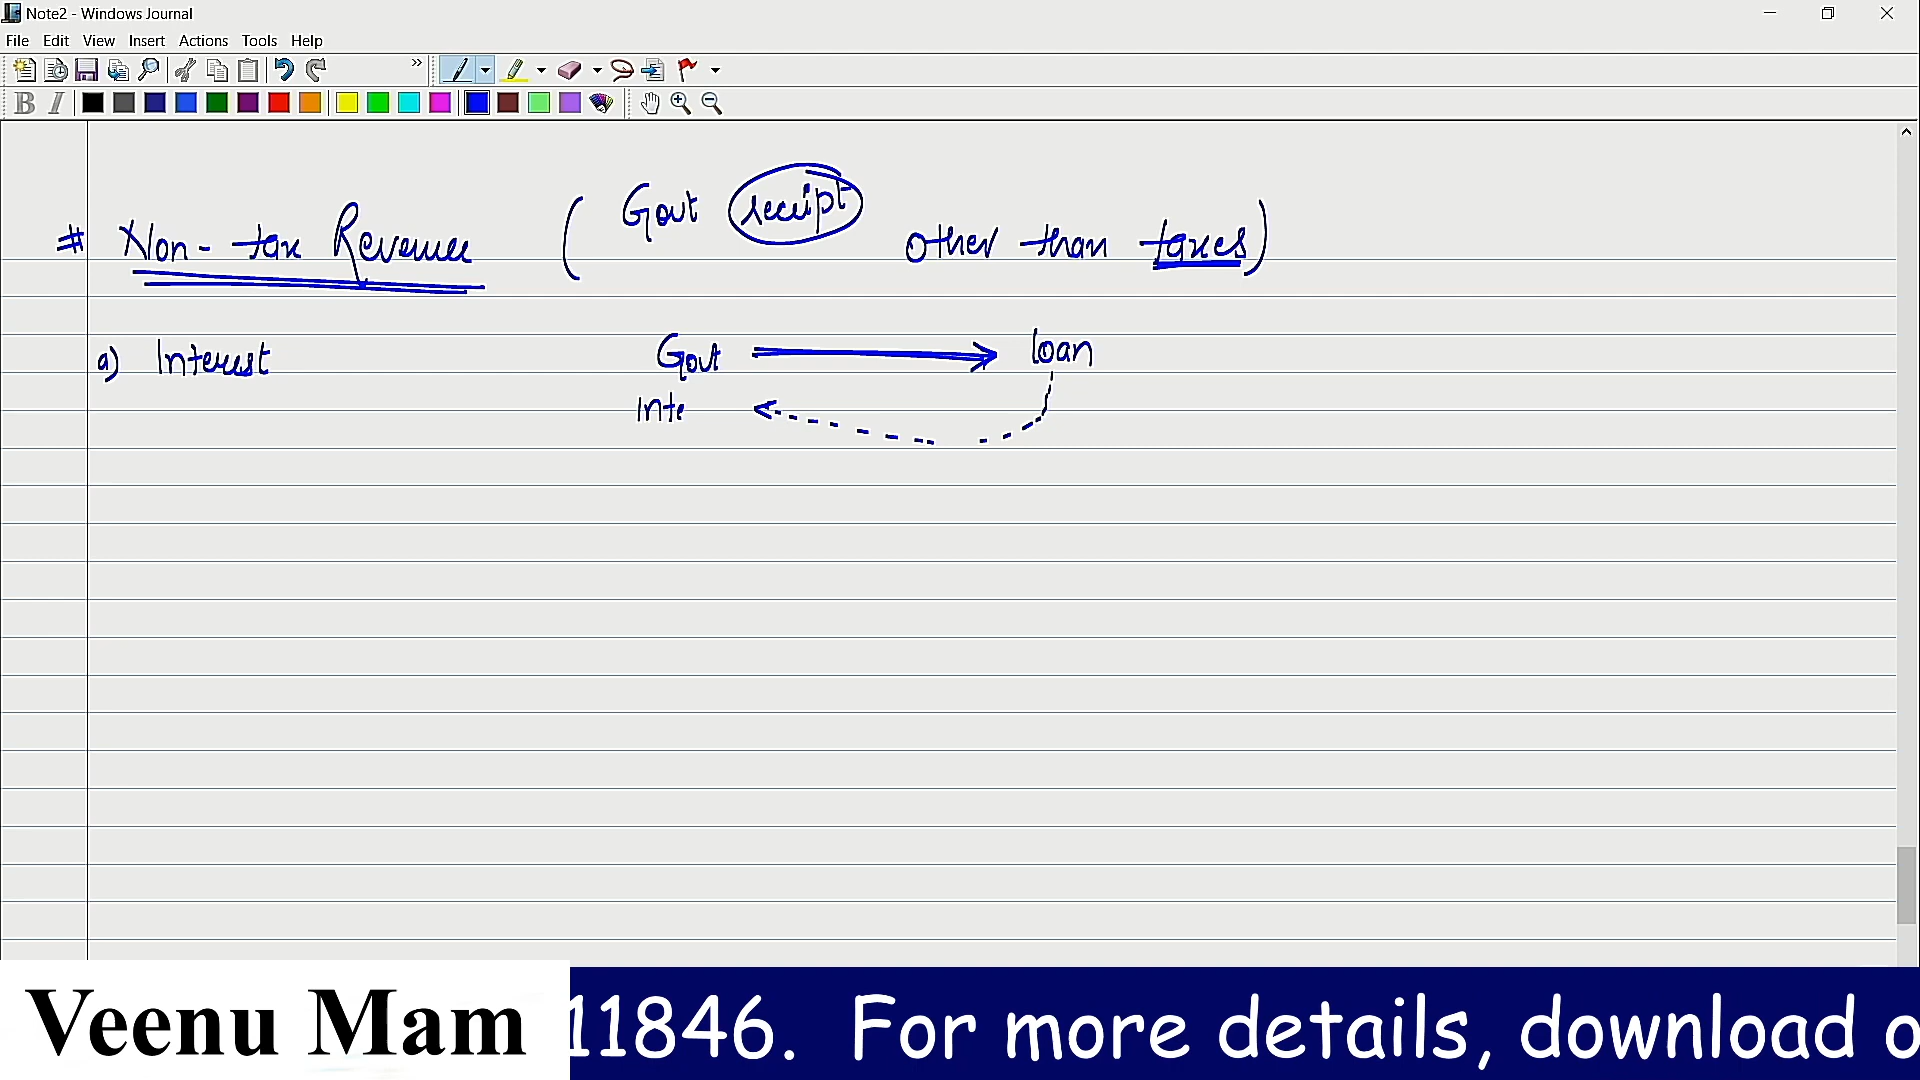 Note2 - Windows Journal
File Edit View Insert Actions Tools Help
B I
# Non-tax Revenue ( Govt receipt other than taxes)
a) Interest Govt loan
Inte
Veenu Mam 11846. For more details, download o